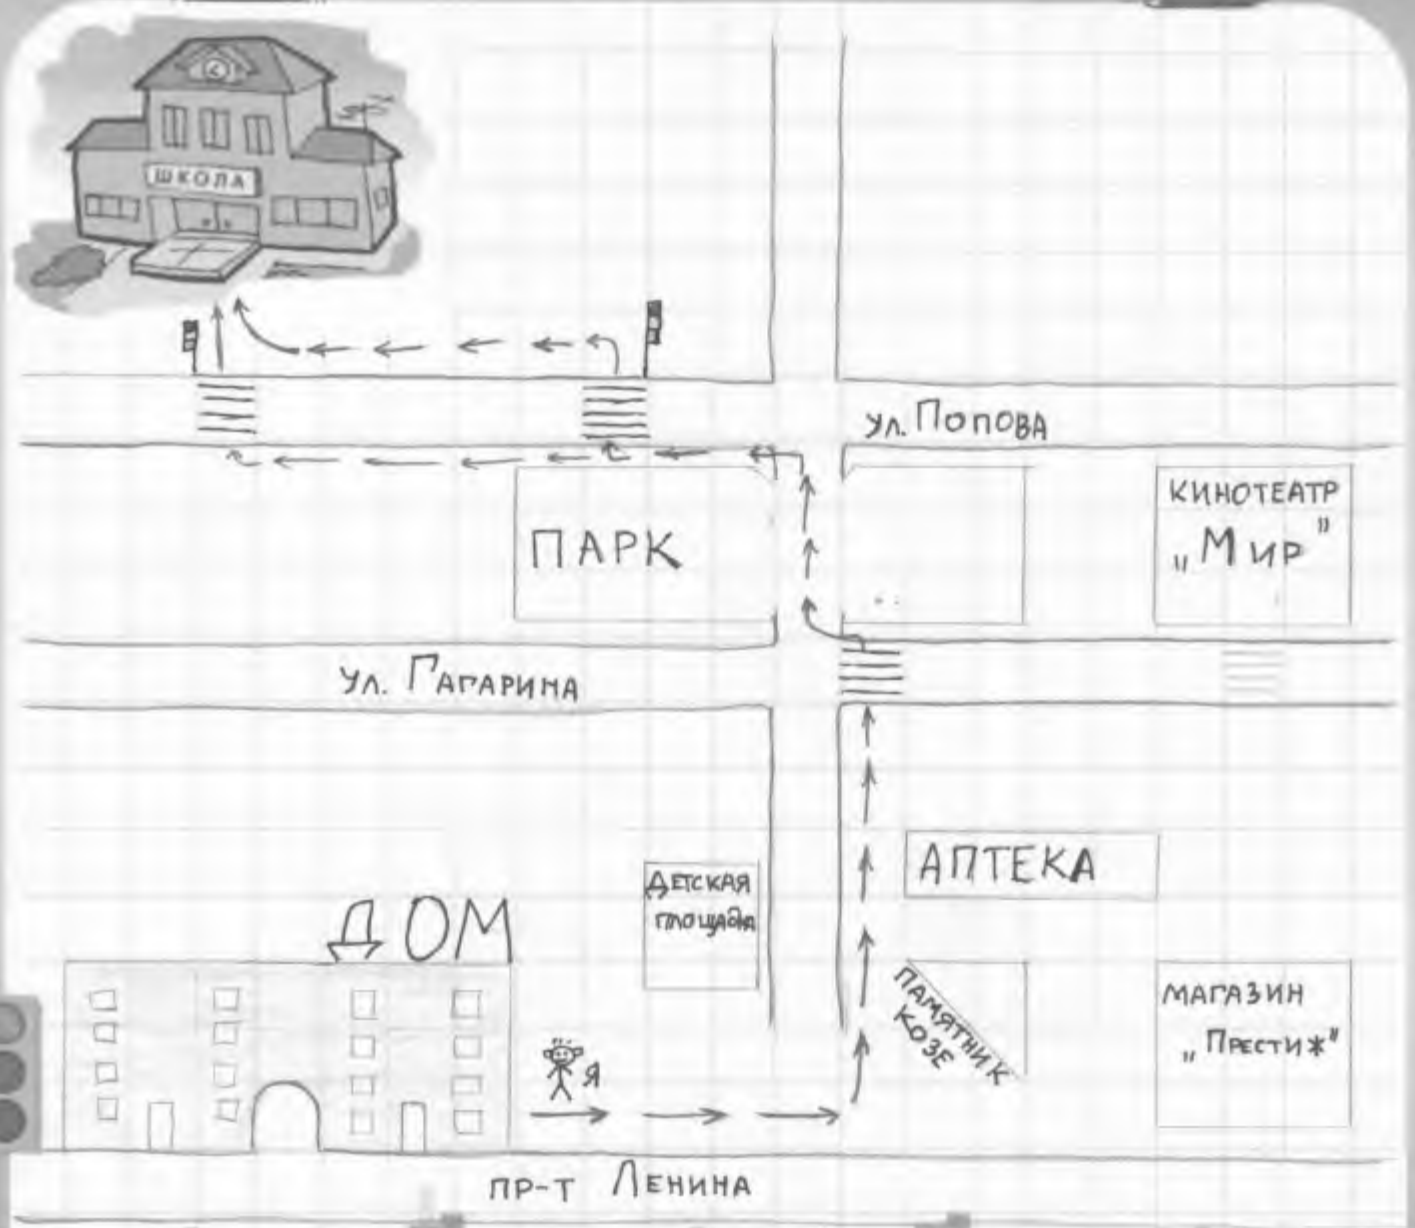 ШКОЛА
ул. Попова
ПАРК
КИНОТЕАТР
„Мир"
ул. Гагарина
АПТЕКА
ДЕТСКАЯ
площадка
ДОМ
ПАМЯТНИК
КОЗЕ
МАГАЗИН
„Престиж"
Я
пр-т Ленина